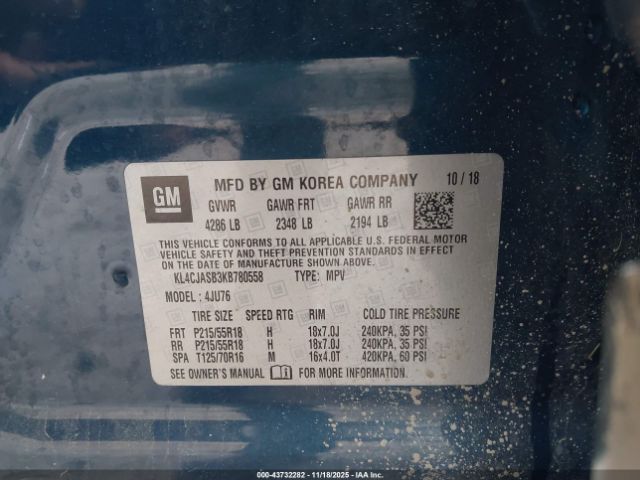 GM
MFD BY GM KOREA COMPANY 10 / 18
GVWR GAWR FRT GAWR RR
4286 LB 2348 LB 2194 LB
THIS VEHICLE CONFORMS TO ALL APPLICABLE U.S. FEDERAL MOTOR
VEHICLE SAFETY AND THEFT PREVENTION STANDARDS IN EFFECT
ON THE DATE OF MANUFACTURE SHOWN ABOVE.
KL4CJASB3KB780558 TYPE: MPV
MODEL : 4JU76
TIRE SIZE SPEED RTG RIM COLD TIRE PRESSURE
FRT P215/55R18 H 18x7.0J 240KPA, 35 PSI
RR P215/55R18 H 18x7.0J 240KPA, 35 PSI
SPA T125/70R16 M 16x4.0T 420KPA, 60 PSI
SEE OWNER'S MANUAL FOR MORE INFORMATION
000-43732282 - 11/18/2025 - IAAI COPYRIGHT